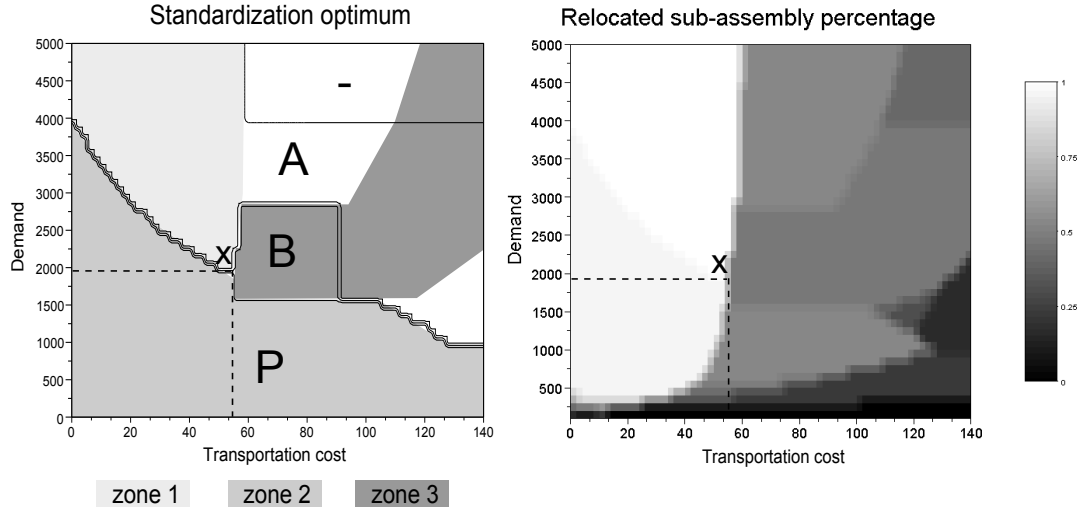 Standardization optimum
5000
4500
4000
3500
3000
2500
2000
1500
1000
500
0
Demand
-
A
x
B
P
0 20 40 60 80 100 120 140
Transportation cost
zone 1 zone 2 zone 3
Relocated sub-assembly percentage
5000
4500
4000
3500
3000
2500
2000
1500
1000
500
Demand
x
0 20 40 60 80 100 120 140
Transportation cost
1
0.75
0.5
0.25
0